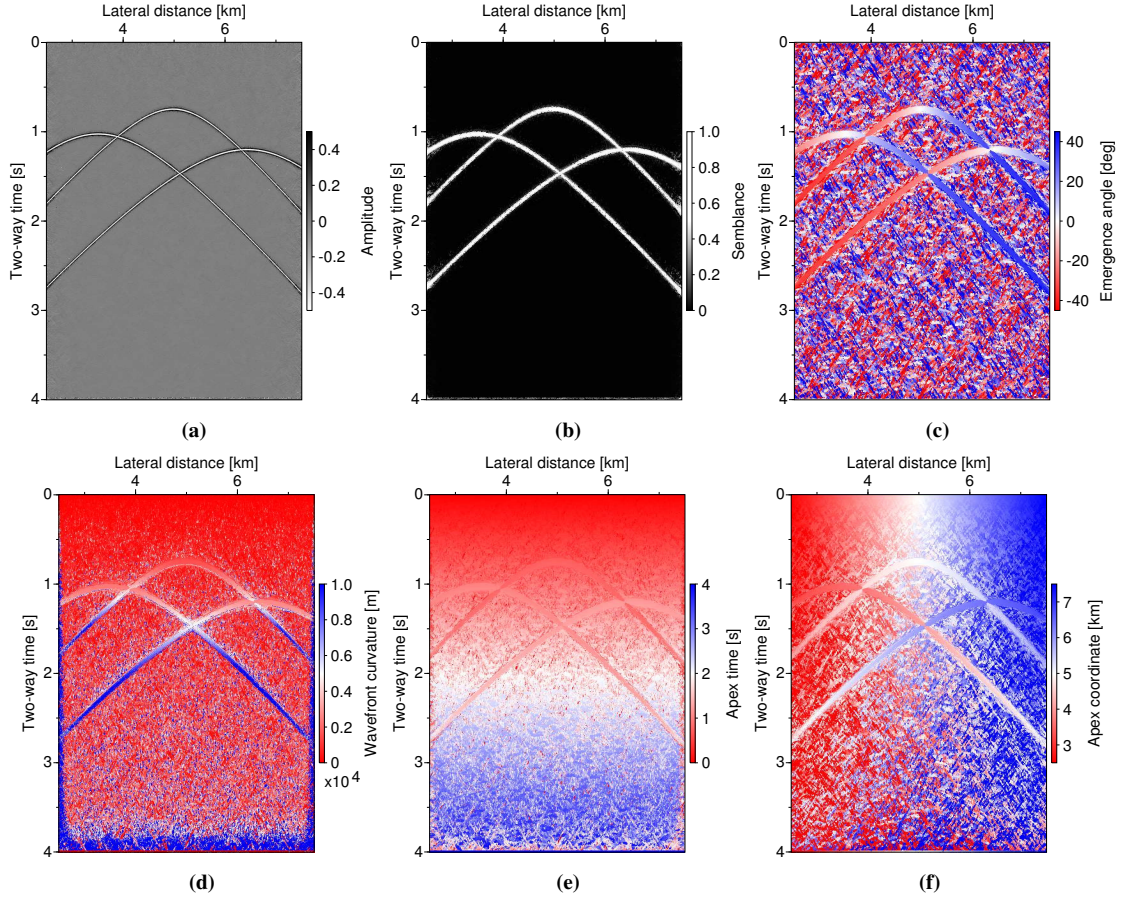 Lateral distance [km]
4 6
0
1
2
3
4
Two-way time [s]
0.4
0.2
0
-0.2
-0.4
Amplitude
(a)
Lateral distance [km]
4 6
0
1
2
3
4
Two-way time [s]
1.0
0.8
0.6
0.4
0.2
0
Semblance
(b)
Lateral distance [km]
4 6
0
1
2
3
4
Two-way time [s]
40
20
0
-20
-40
Emergence angle [deg]
(c)
Lateral distance [km]
4 6
0
1
2
3
4
Two-way time [s]
1.0
0.8
0.6
0.4
0.2
0
x10 4
Wavefront curvature [m]
(d)
Lateral distance [km]
4 6
0
1
2
3
4
Two-way time [s]
4
3
2
1
0
Apex time [s]
(e)
Lateral distance [km]
4 6
0
1
2
3
4
Two-way time [s]
7
6
5
4
3
Apex coordinate [km]
(f)